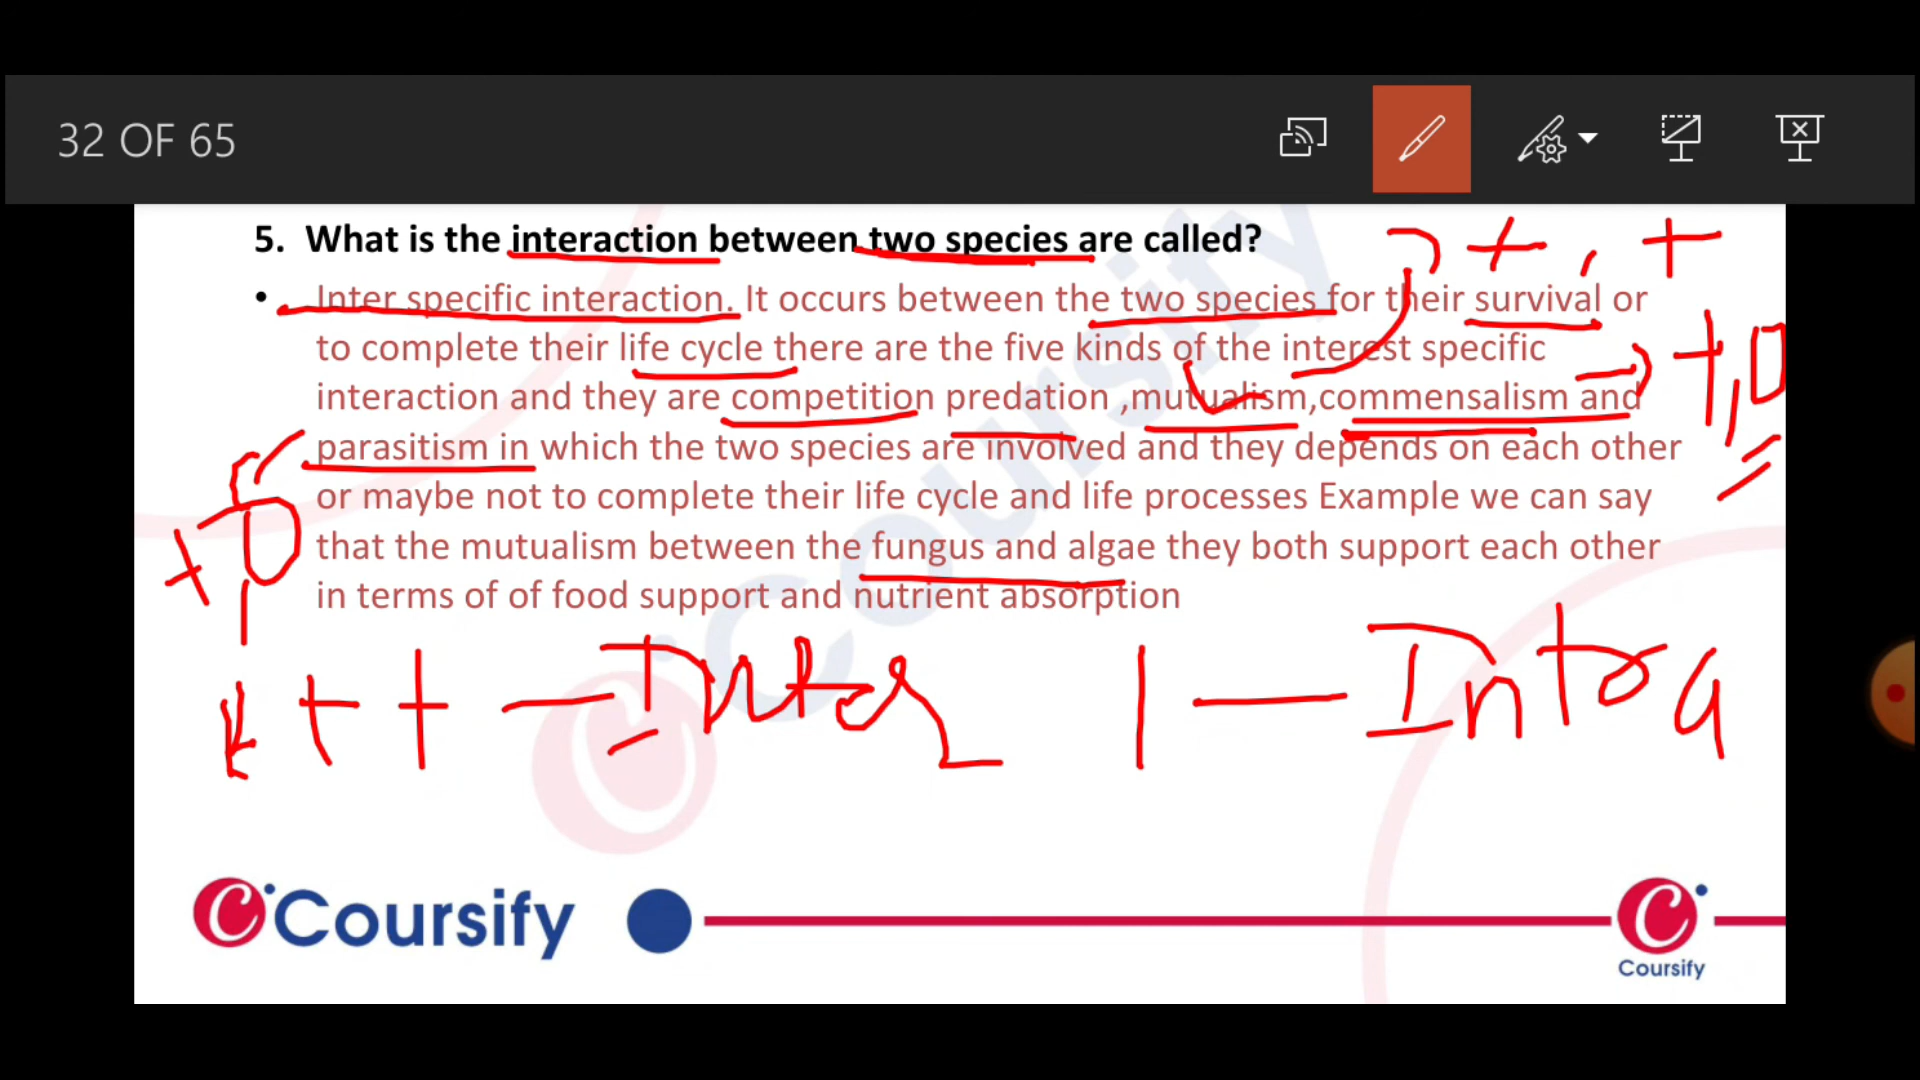 32 OF 65
5. What is the interaction between two species are called?
+ , +
• Inter specific interaction. It occurs between the two species for their survival or
to complete their life cycle there are the five kinds of the interest specific
+,0
interaction and they are competition predation ,mutualism,commensalism and
parasitism in which the two species are involved and they depends on each other
or maybe not to complete their life cycle and life processes Example we can say
that the mutualism between the fungus and algae they both support each other
in terms of of food support and nutrient absorption
++ — Inter 1 — Intra
Coursify
Coursify
Coursify